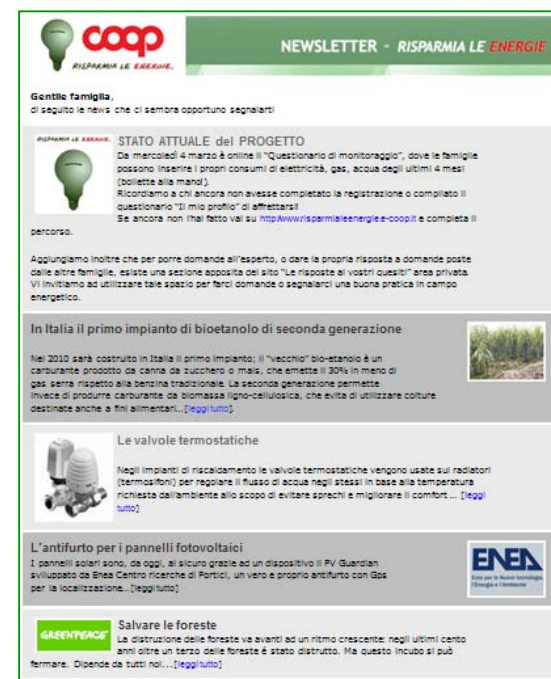 coop
RISPARMIA LE ENERGIE.
NEWSLETTER - RISPARMIA LE ENERGIE
Gentile famiglia,
di seguito le news che ci sembra opportuno segnalarti
RISPARMIA LE ENERGIE.
STATO ATTUALE del PROGETTO
Da mercoledì 4 marzo è online il "Questionario di monitoraggio", dove le famiglie
possono inserire i propri consumi di elettricità, gas, acqua degli ultimi 4 mesi
(bollette alla mano!).
Ricordiamo a chi ancora non avesse completato la registrazione o compilato il
questionario "Il mio profilo" di affrettarsi!
Se ancora non l'hai fatto vai su http://www.risparmialeenergie.e-coop.it e completa il
percorso.
Aggiungiamo inoltre che per porre domande all'esperto, o dare la propria risposta a domande poste
dalle altre famiglie, esiste una sezione apposita del sito "Le risposte ai vostri quesiti" area privata.
Vi invitiamo ad utilizzare tale spazio per farci domande o segnalarci una buona pratica in campo
energetico.
In Italia il primo impianto di bioetanolo di seconda generazione
Nel 2010 sarà costruito in Italia il primo impianto; il "vecchio" bio-etanolo è un
carburante prodotto da canna da zucchero o mais, che emette il 30% in meno di
gas serra rispetto alla benzina tradizionale. La seconda generazione permette
invece di produrre carburante da biomassa ligno-cellulosica, che evita di utilizzare colture
destinate anche a fini alimentari...[leggi tutto].
Le valvole termostatiche
Negli impianti di riscaldamento le valvole termostatiche vengono usate sui radiatori
(termosifoni) per regolare il flusso di acqua negli stessi in base alla temperatura
richiesta dall'ambiente allo scopo di evitare sprechi e migliorare il comfort ... [leggi
tutto]
L'antifurto per i pannelli fotovoltaici
I pannelli solari sono, da oggi, al sicuro grazie ad un dispositivo il PV Guardian
sviluppato da Enea Centro ricerche di Portici, un vero e proprio antifurto con Gps
per la localizzazione...[leggi tutto]
ENEA
Ente per le Nuove tecnologie,
l'Energia e l'Ambiente
GREENPEACE
Salvare le foreste
La distruzione delle foreste va avanti ad un ritmo crescente: negli ultimi cento
anni oltre un terzo delle foreste è stato distrutto. Ma questo incubo si può
fermare. Dipende da tutti noi...[leggi tutto]